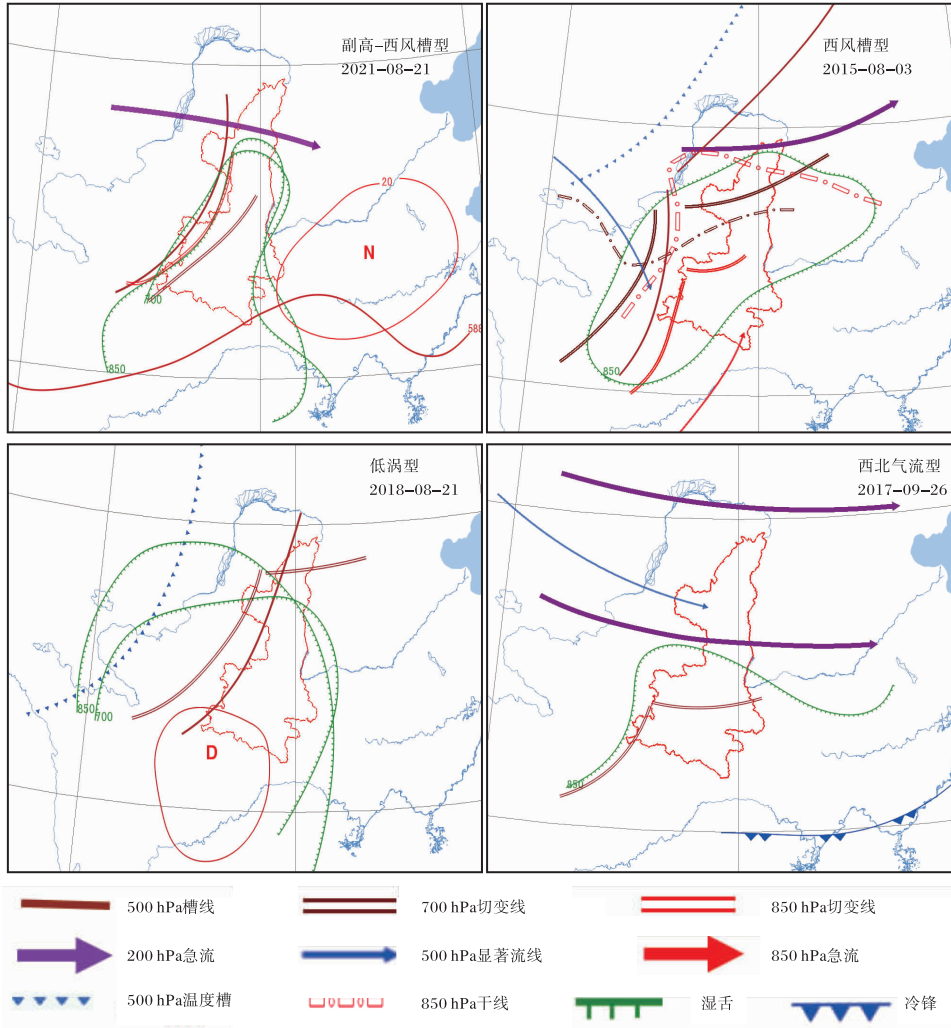 副高-西风槽型
2021-08-21
20
N
588
700
850
西风槽型
2015-08-03
850
低涡型
2018-08-21
850
700
D
西北气流型
2017-09-26
850
500 hPa槽线
700 hPa切变线
850 hPa切变线
200 hPa急流
500 hPa显著流线
850 hPa急流
500 hPa温度槽
850 hPa干线
湿舌
冷锋